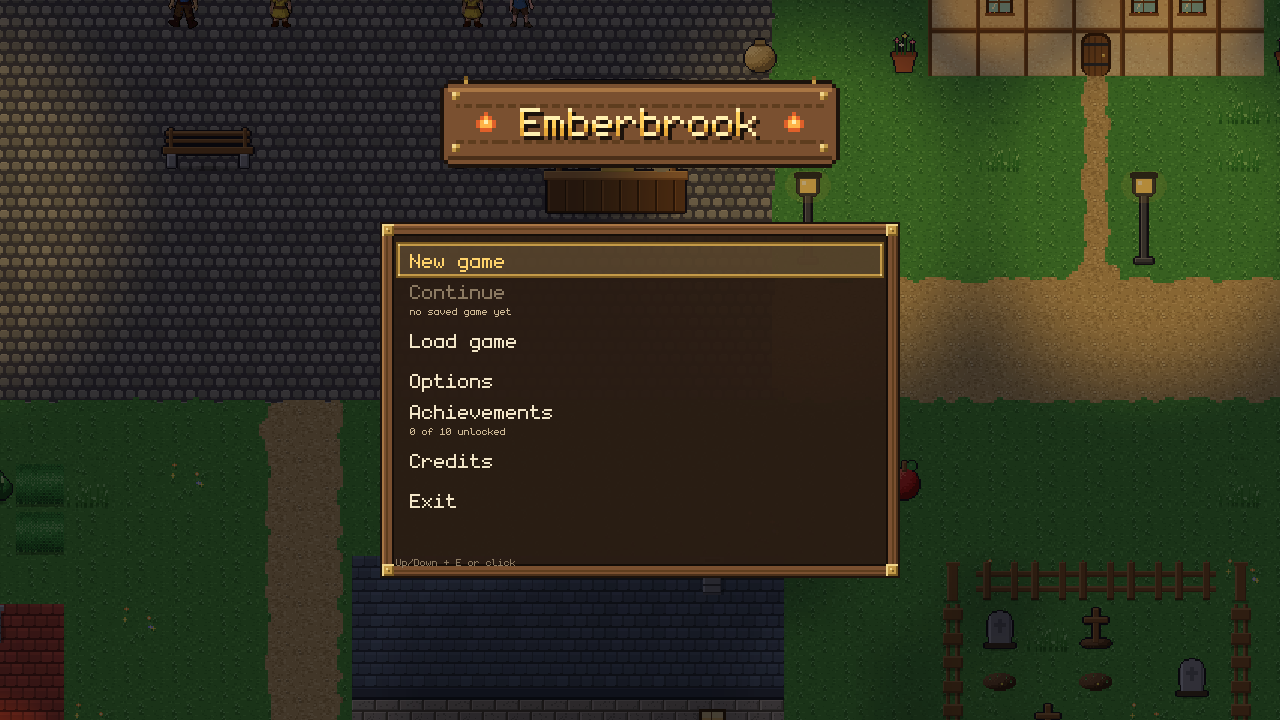 Emberbrook
New game
Continue
no saved game yet
Load game
Options
Achievements
0 of 10 unlocked
Credits
Exit
Up/Down + E or click